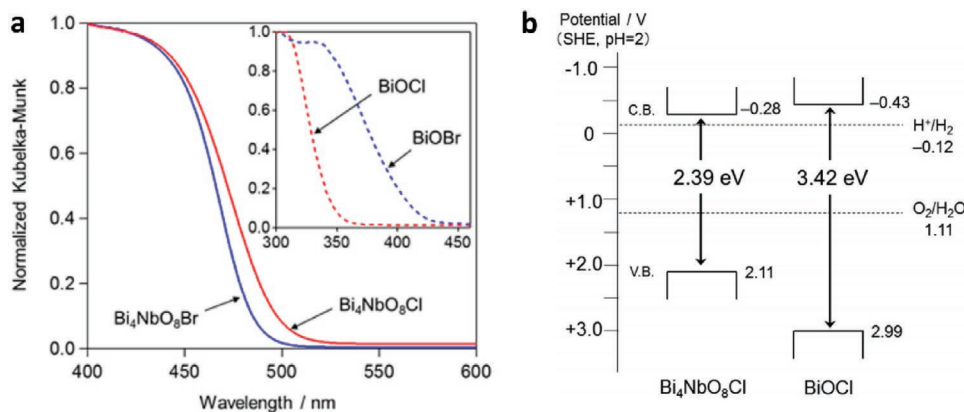 a
Normalized Kubelka-Munk
1.0
0.8
0.6
0.4
0.2
0.0
400
450
500
550
600
Wavelength / nm
Bi₄NbO₈Br
Bi₄NbO₈Cl
1.0
0.8
0.6
0.4
0.2
0.0
300
350
400
450
BiOCl
BiOBr
b
Potential / V
(SHE, pH=2)
-1.0
0
+1.0
+2.0
+3.0
C.B.
−0.28
−0.43
H⁺/H₂
−0.12
2.39 eV
3.42 eV
O₂/H₂O
1.11
V.B.
2.11
2.99
Bi₄NbO₈Cl
BiOCl